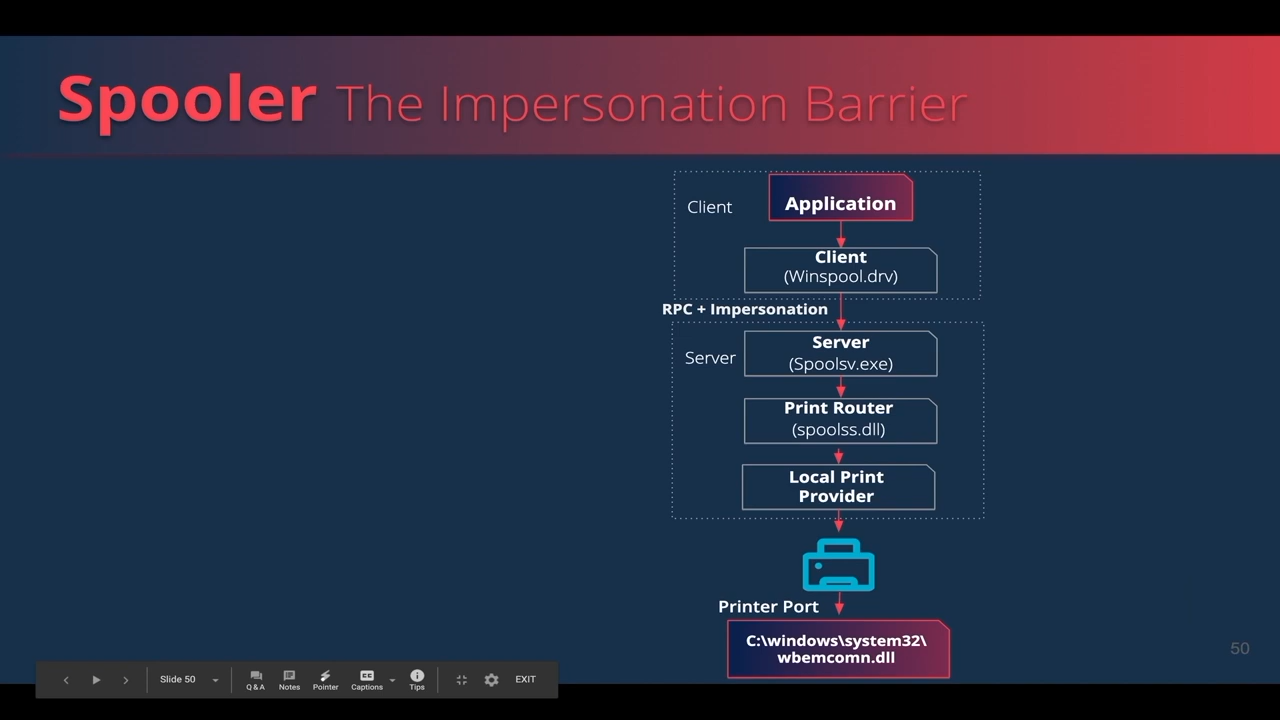 Spooler The Impersonation Barrier
Client
Application
Client
(Winspool.drv)
RPC + Impersonation
Server
Server
(Spoolsv.exe)
Print Router
(spoolss.dll)
Local Print
Provider
Printer Port
C:\windows\system32\
wbemcomn.dll
50
Slide 50
Q & A
Notes
Pointer
CC
Captions
Tips
EXIT